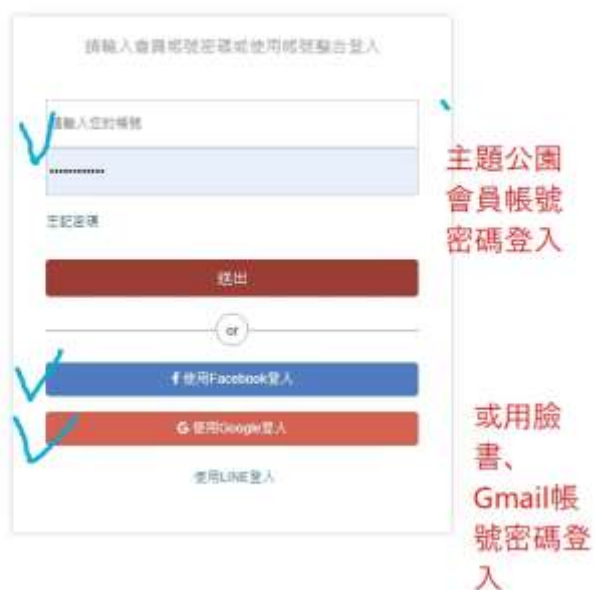 請輸入會員帳號密碼或使用帳號整合登入
請輸入您的帳號
••••••••••••
忘記密碼
送出
or
使用Facebook登入
G 使用Google登入
使用LINE登入
主題公園
會員帳號
密碼登入
或用臉
書、
Gmail帳
號密碼登
入